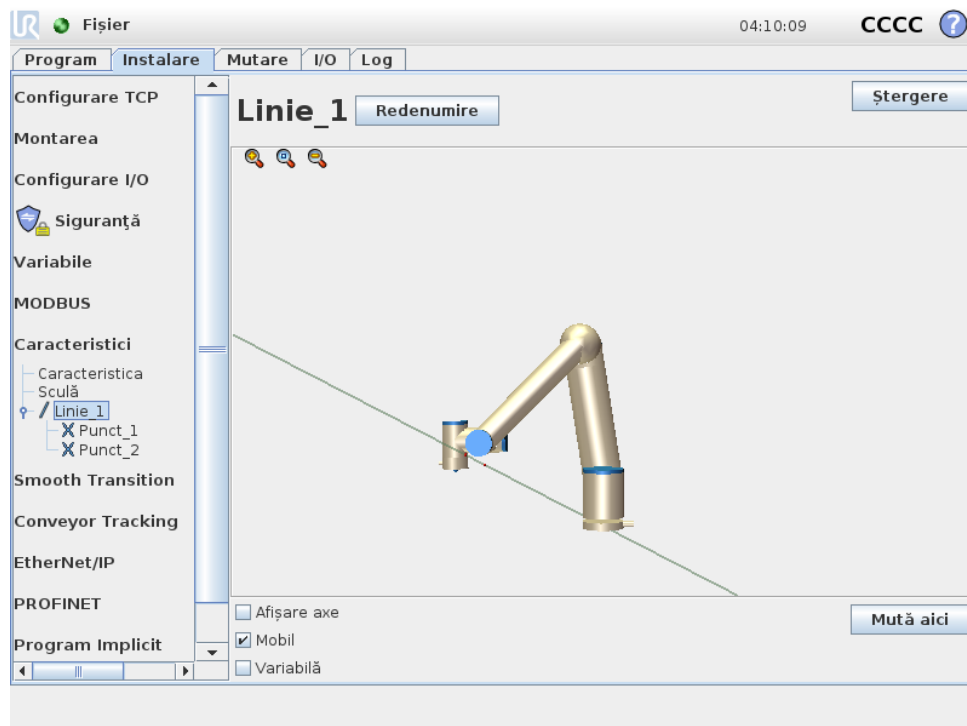 UR Fișier 04:10:09 CCCC ?
Program Instalare Mutare I/O Log
Configurare TCP
Montarea
Configurare I/O
Siguranţă
Variabile
MODBUS
Caracteristici
Caracteristica
Sculă
Linie_1
Punct_1
Punct_2
Smooth Transition
Conveyor Tracking
EtherNet/IP
PROFINET
Program Implicit
Linie_1 Redenumire Ștergere
Afișare axe
Mobil
Variabilă
Mută aici